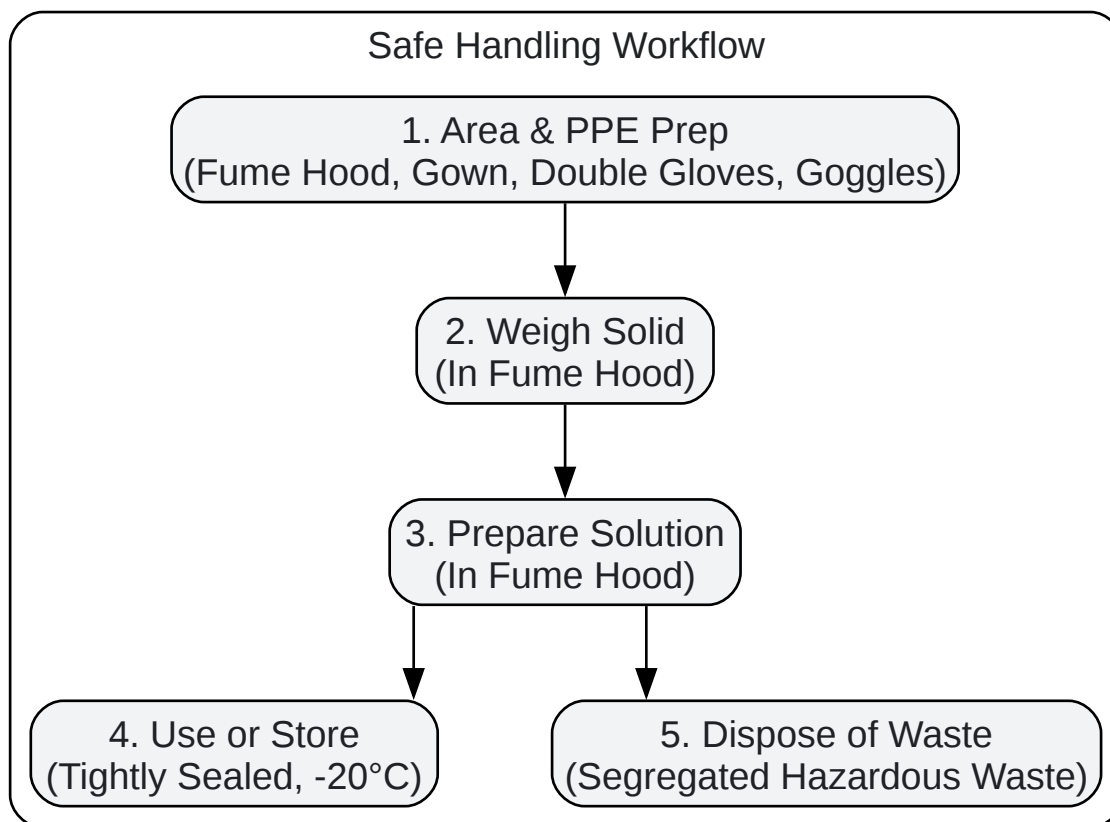 Safe Handling Workflow
1. Area & PPE Prep
(Fume Hood, Gown, Double Gloves, Goggles)
2. Weigh Solid
(In Fume Hood)
3. Prepare Solution
(In Fume Hood)
4. Use or Store
(Tightly Sealed, -20°C)
5. Dispose of Waste
(Segregated Hazardous Waste)